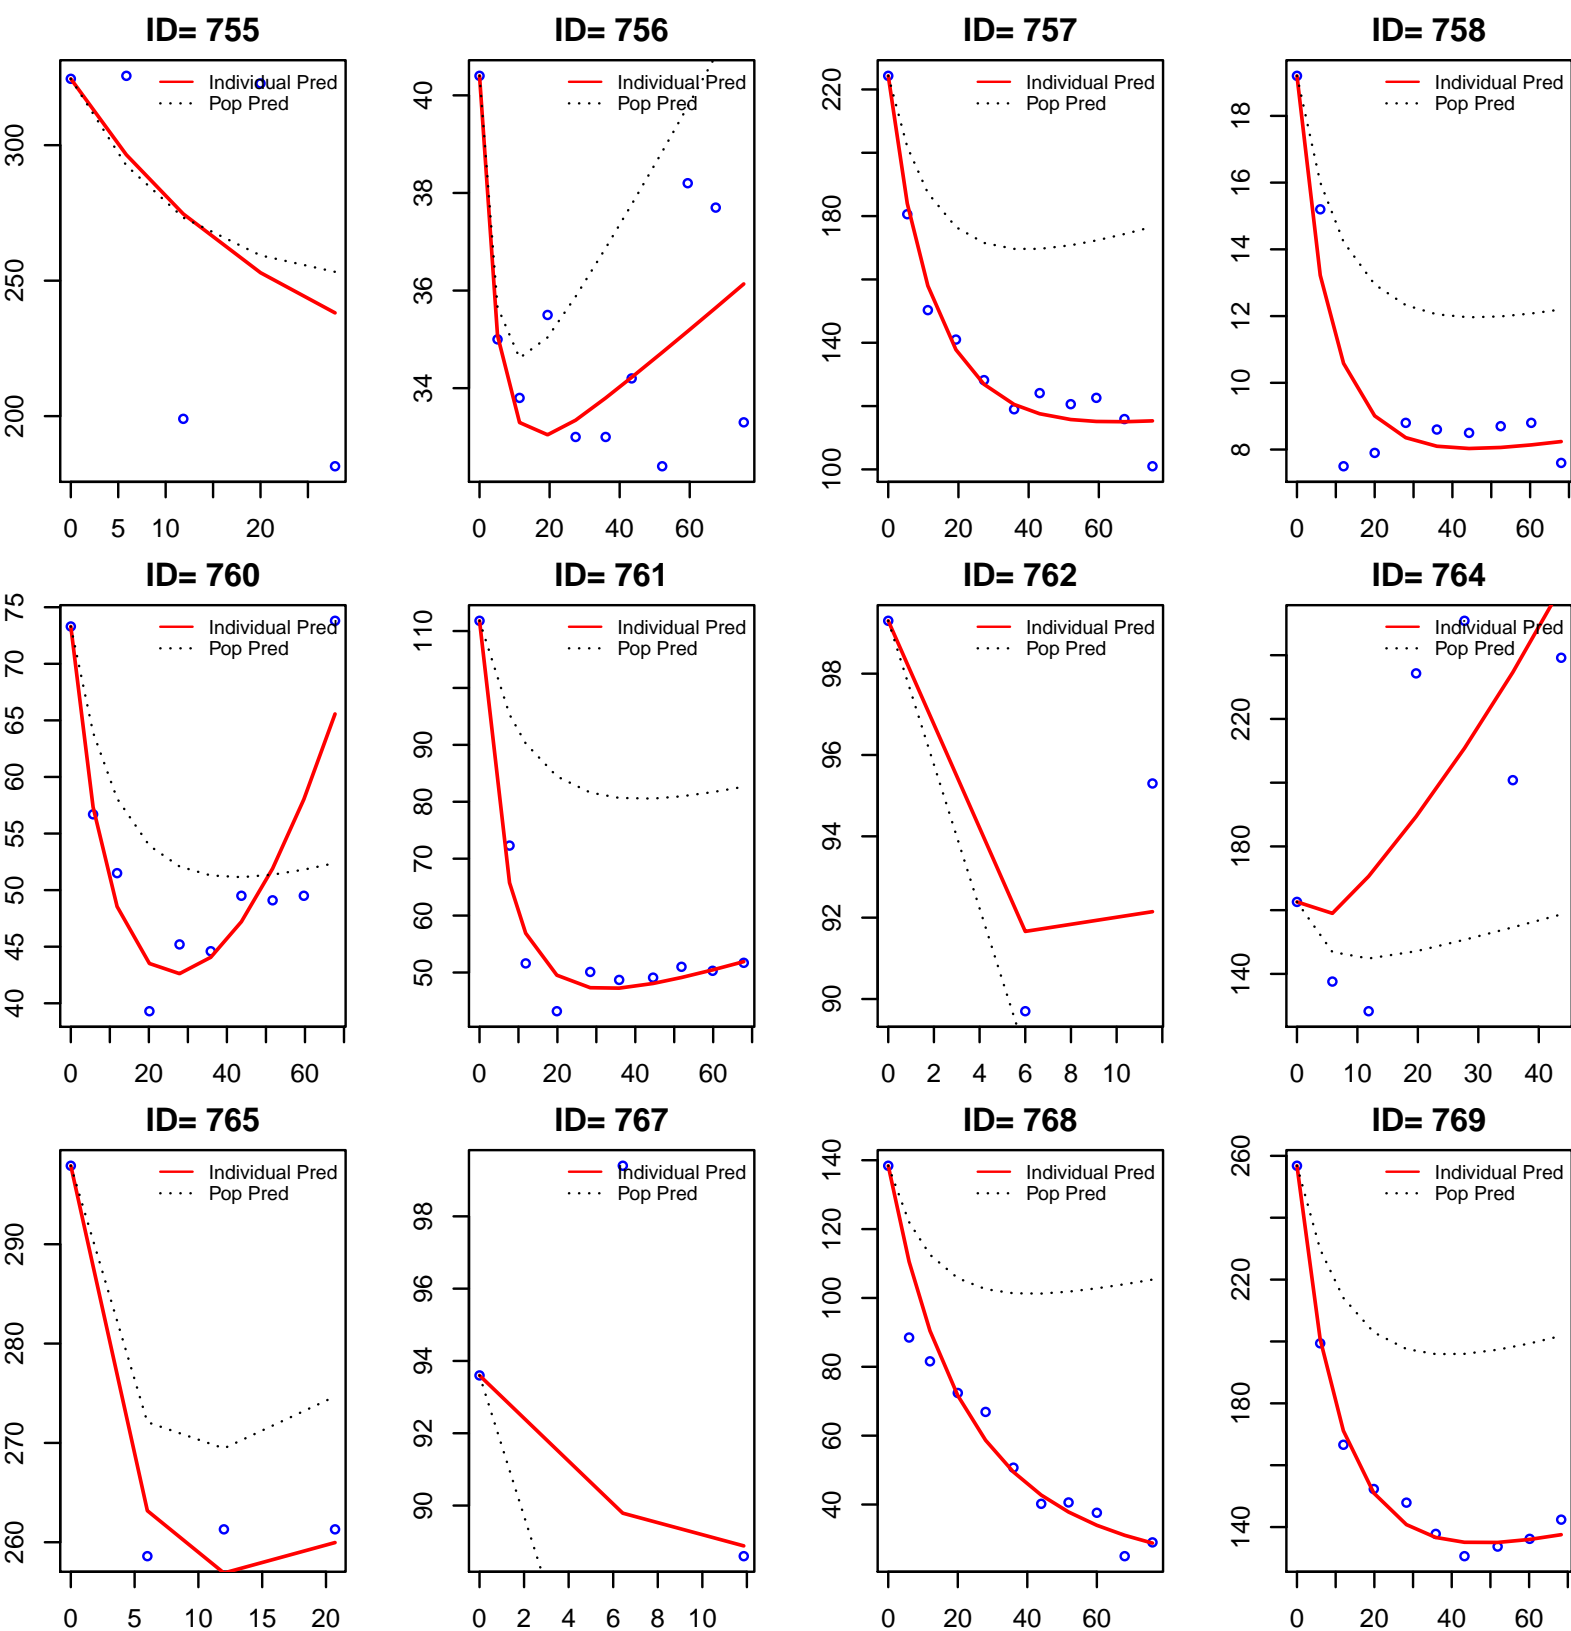 ID= 755
Individual Pred
Pop Pred
300
250
200
0 5 10 20
ID= 756
Individual Pred
Pop Pred
40
38
36
34
0 20 40 60
ID= 757
Individual Pred
Pop Pred
220
180
140
100
0 20 40 60
ID= 758
Individual Pred
Pop Pred
18
16
14
12
10
8
0 20 40 60
ID= 760
Individual Pred
Pop Pred
75
70
65
60
55
50
45
40
0 20 40 60
ID= 761
Individual Pred
Pop Pred
110
90
80
70
60
50
0 20 40 60
ID= 762
Individual Pred
Pop Pred
98
96
94
92
90
0 2 4 6 8 10
ID= 764
Individual Pred
Pop Pred
220
180
140
0 10 20 30 40
ID= 765
Individual Pred
Pop Pred
290
280
270
260
0 5 10 15 20
ID= 767
Individual Pred
Pop Pred
98
96
94
92
90
0 2 4 6 8 10
ID= 768
Individual Pred
Pop Pred
140
120
100
80
60
40
0 20 40 60
ID= 769
Individual Pred
Pop Pred
260
220
180
140
0 20 40 60